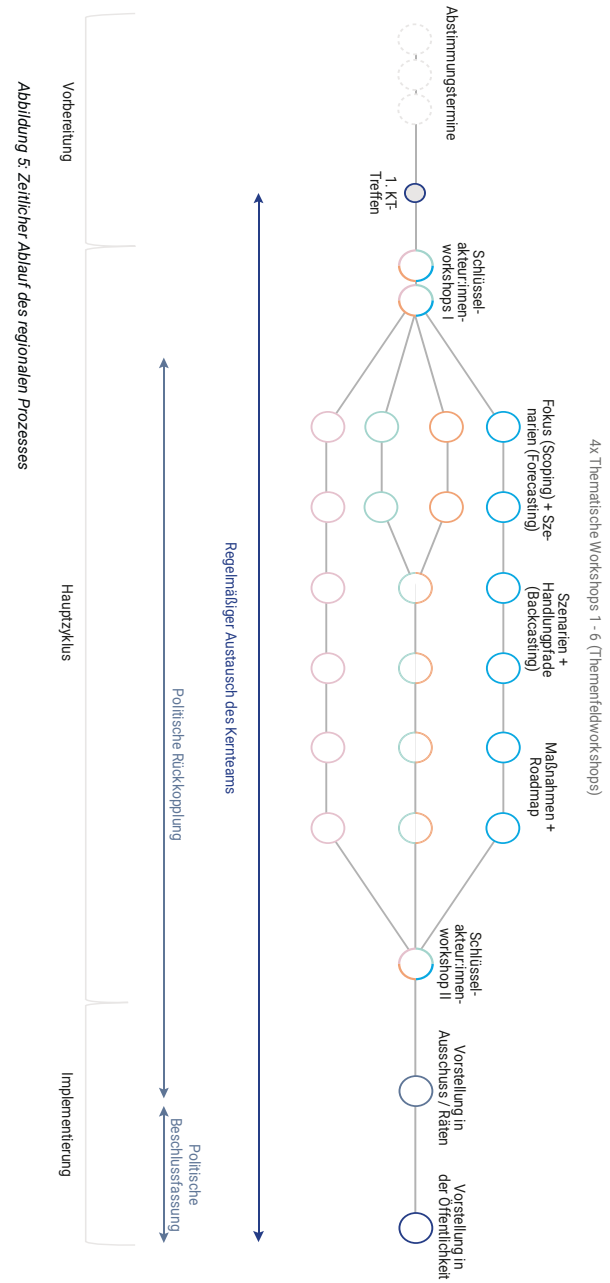 4x Thematische Workshops 1 - 6 (Themenfeldworkshops)
Abstimmungstermine
1. KT-
Treffen
Schlüssel-
akteur:innen-
workshops I
Fokus (Scoping) + Sze-
narien (Forecasting)
Szenarien +
Handlungpfade
(Backcasting)
Maßnahmen +
Roadmap
Schlüssel-
akteur:innen-
workshop II
Vorstellung in
Ausschuss / Räten
Vorstellung in
der Öffentlichkeit
Regelmäßiger Austausch des Kernteams
Politische Rückkopplung
Politische
Beschlussfassung
Vorbereitung
Hauptzyklus
Implementierung
Abbildung 5: Zeitlicher Ablauf des regionalen Prozesses